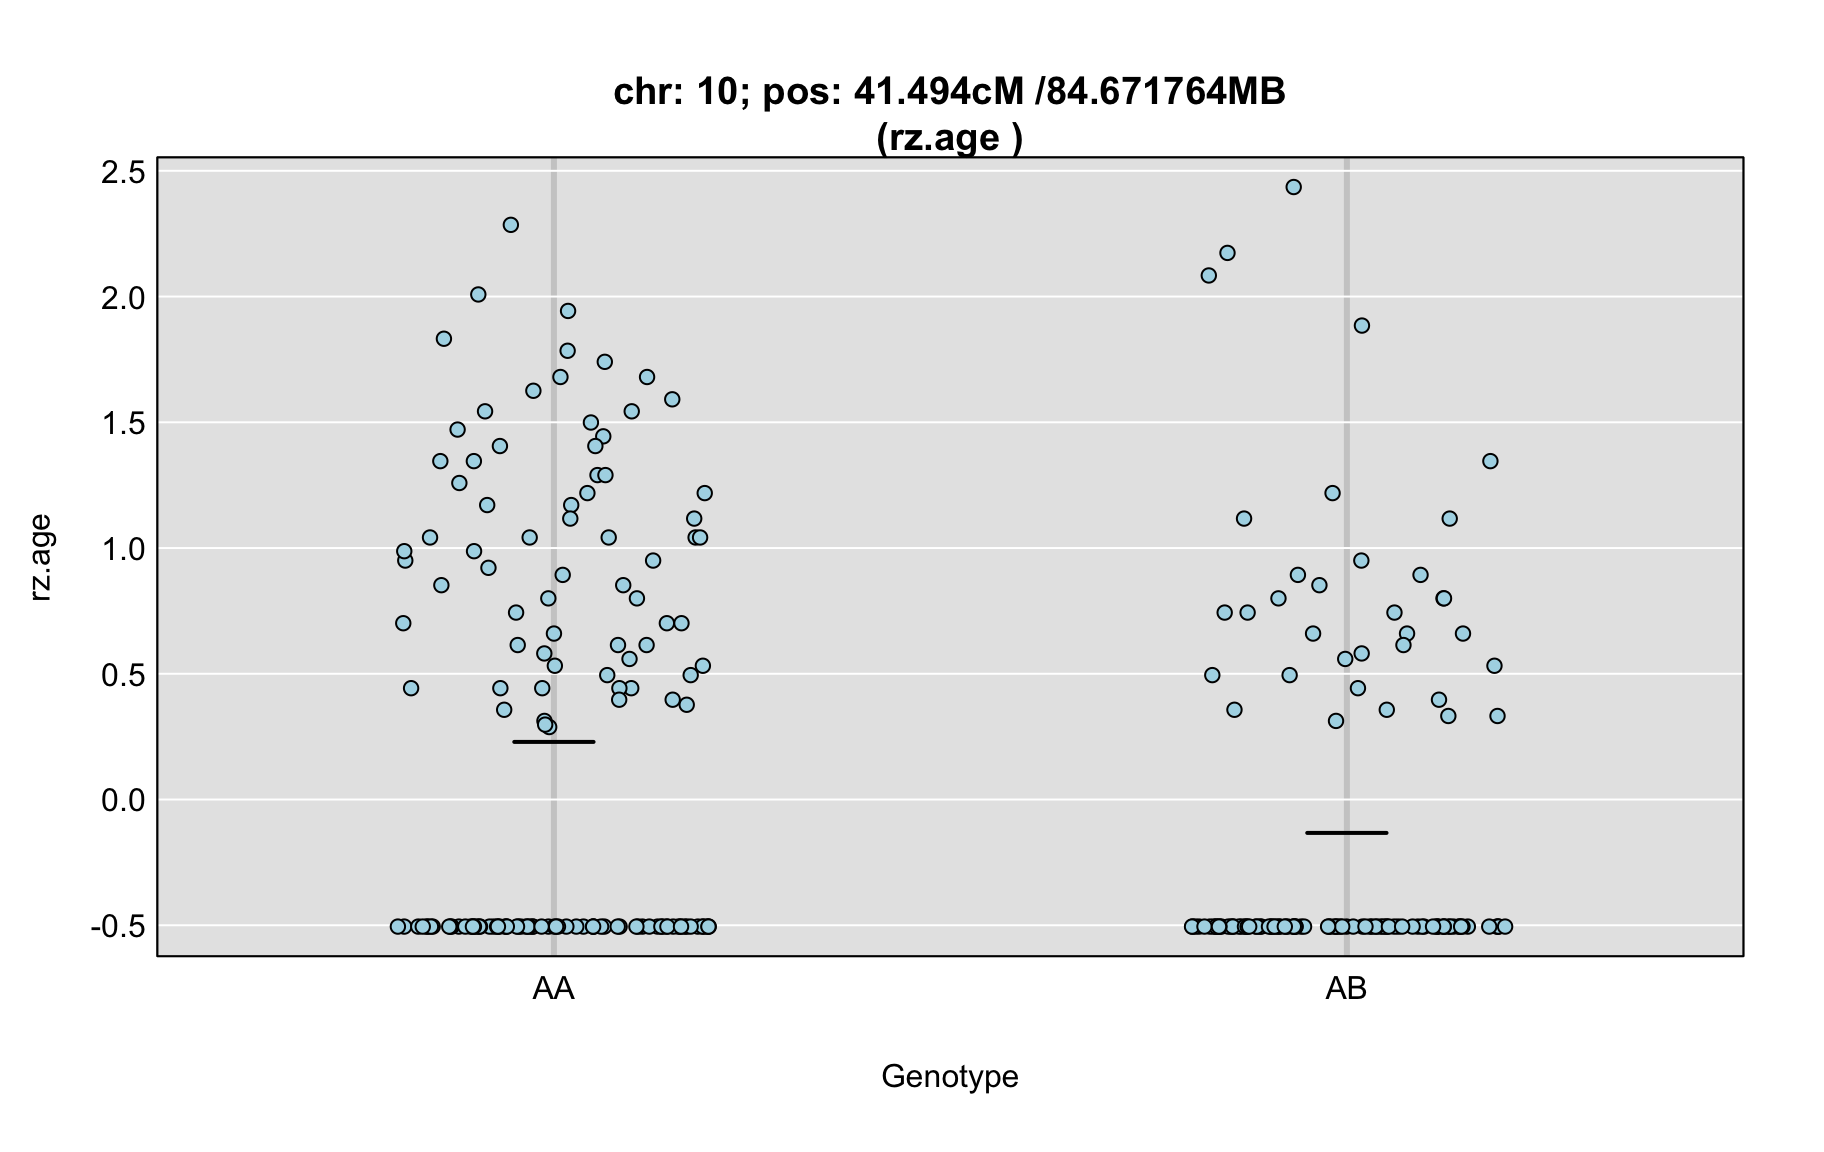 chr: 10; pos: 41.494cM /84.671764MB
(rz.age )
2.5
2.0
1.5
1.0
0.5
0.0
-0.5
rz.age
AA
AB
Genotype